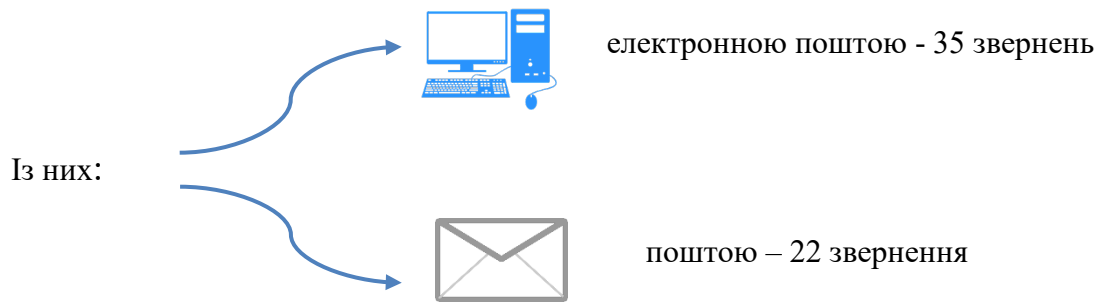 електронною поштою - 35 звернень
Із них:
поштою – 22 звернення